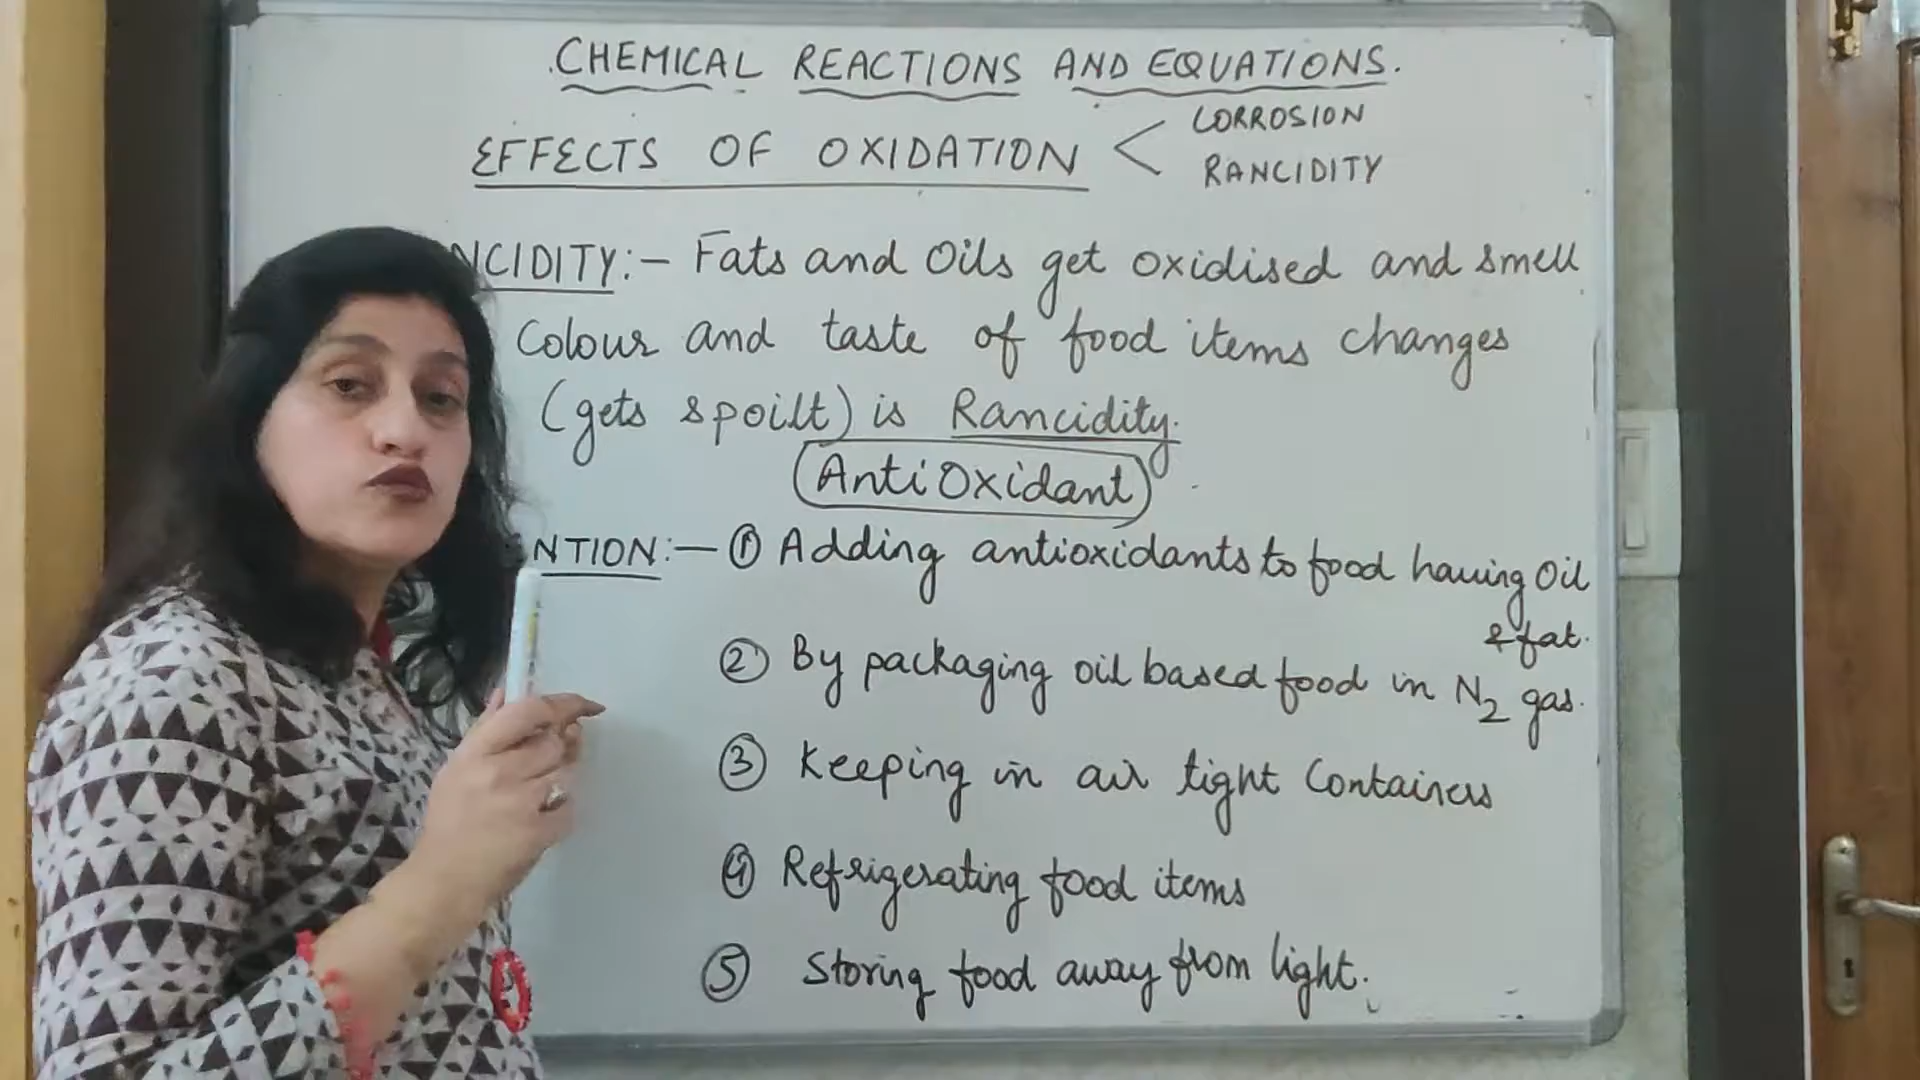 CHEMICAL REACTIONS AND EQUATIONS.
EFFECTS OF OXIDATION < CORROSION
RANCIDITY
NCIDITY:- Fats and Oils get oxidised and smell
Colour and taste of food items changes
(gets spoilt) is Rancidity.
AntiOxidant
NTION:- ① Adding antioxidants to food having Oil
& fat.
② By packaging oil based food in N2 gas.
③ Keeping in air tight Containers
④ Refrigerating food items
⑤ Storing food away from light.